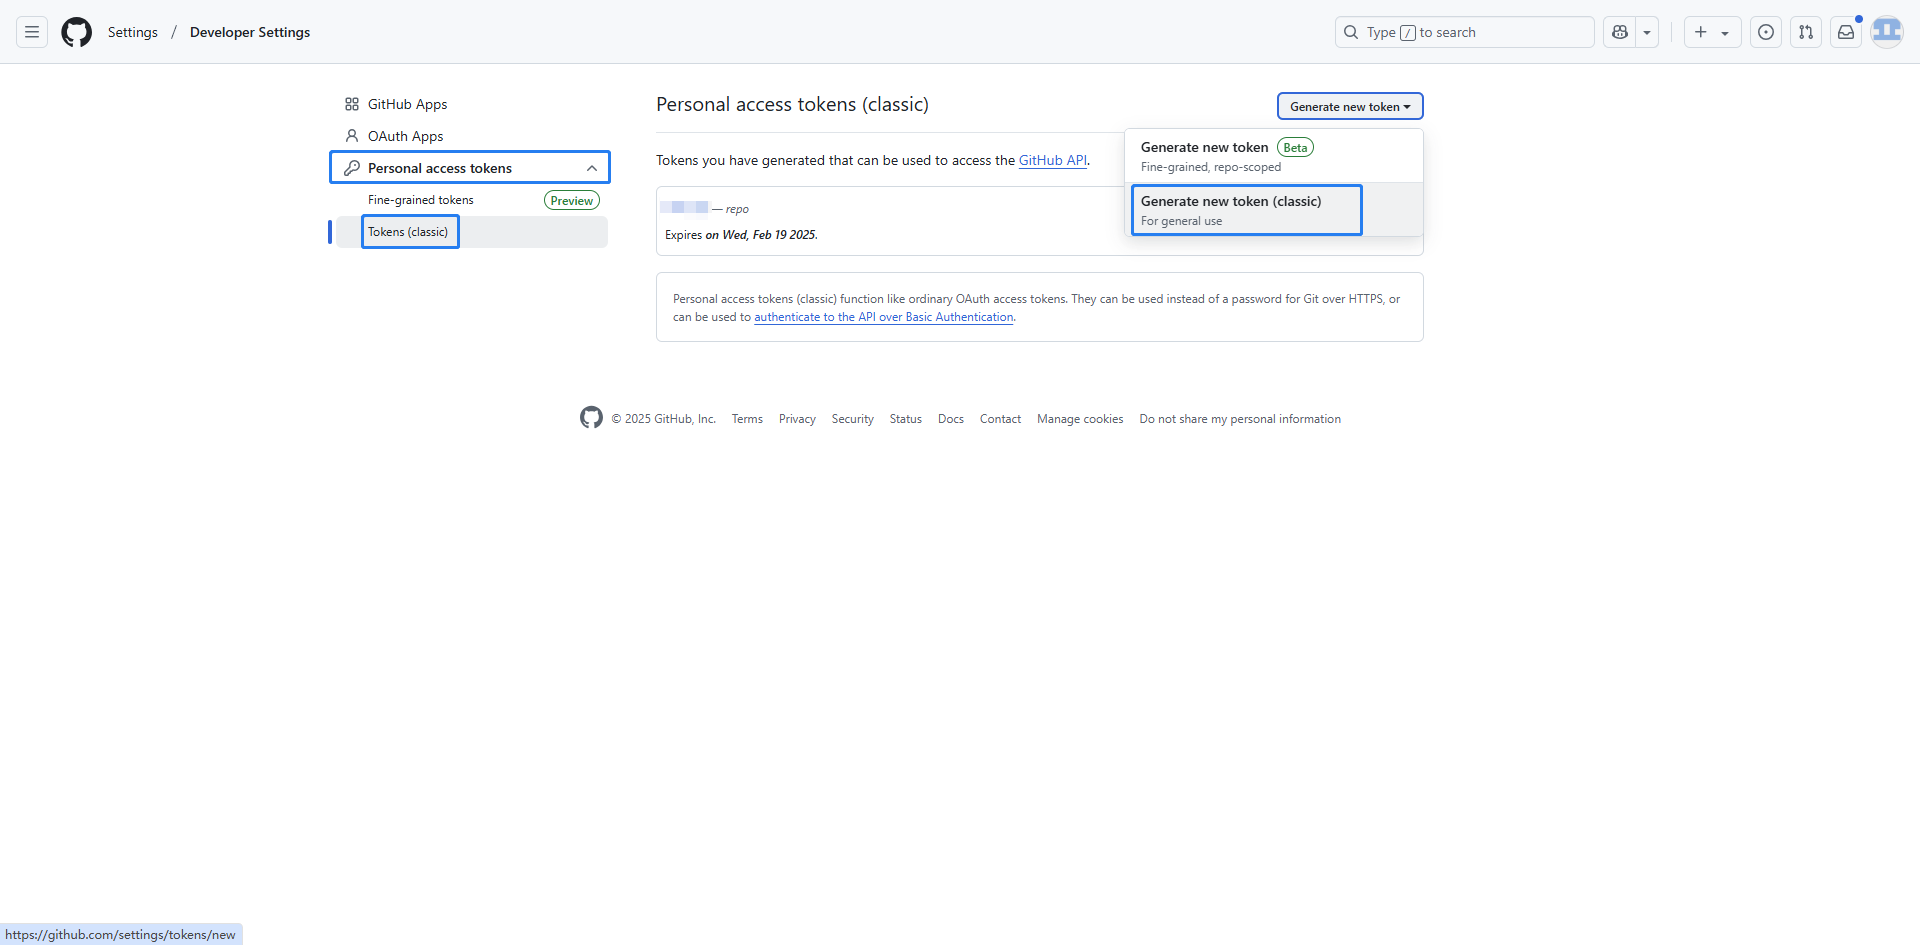 Settings / Developer Settings
Type / to search
GitHub Apps
OAuth Apps
Personal access tokens
Fine-grained tokens Preview
Tokens (classic)
Personal access tokens (classic)
Generate new token
Generate new token Beta
Fine-grained, repo-scoped
Generate new token (classic)
For general use
Tokens you have generated that can be used to access the GitHub API.
— repo
Expires on Wed, Feb 19 2025.
Personal access tokens (classic) function like ordinary OAuth access tokens. They can be used instead of a password for Git over HTTPS, or
can be used to authenticate to the API over Basic Authentication.
© 2025 GitHub, Inc. Terms Privacy Security Status Docs Contact Manage cookies Do not share my personal information
https://github.com/settings/tokens/new